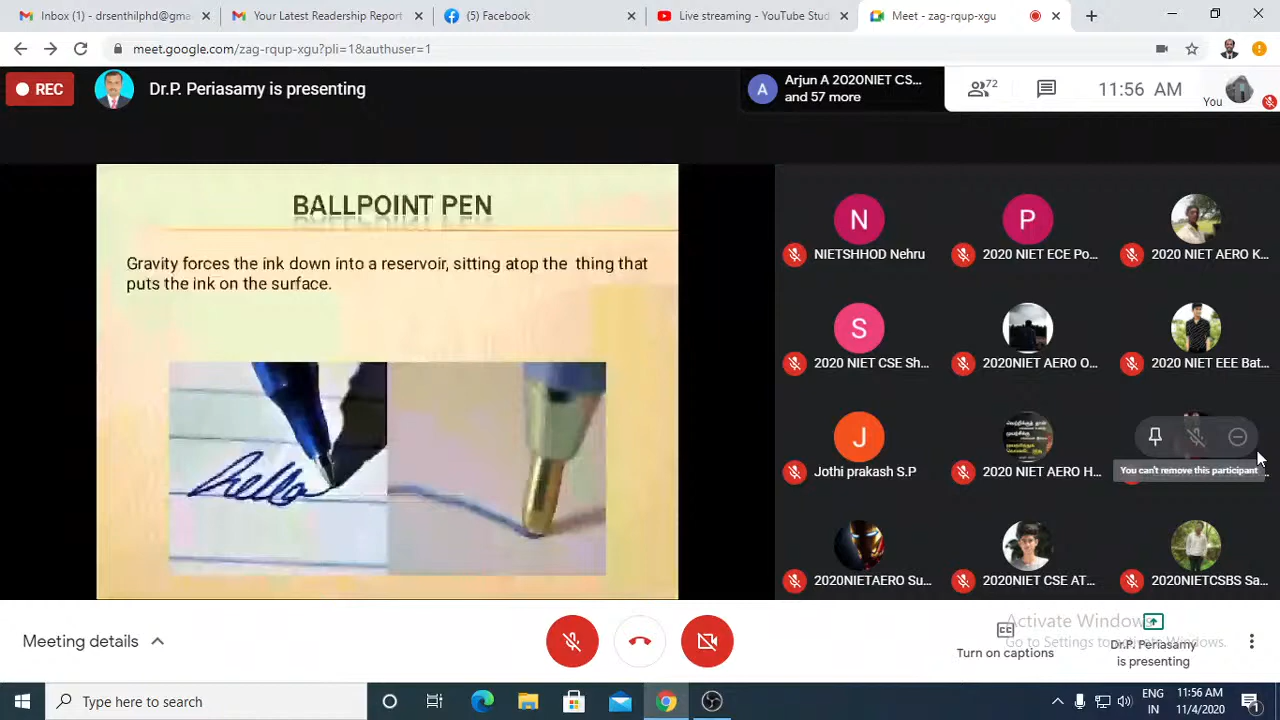 Inbox (1) - drsenthilphd@gma
Your Latest Readership Report
(5) Facebook
Live streaming - YouTube Stud
Meet - zag-rqup-xgu
meet.google.com/zag-rqup-xgu?pli=1&authuser=1
REC
Dr.P. Periasamy is presenting
Arjun A 2020NIET CS...
and 57 more
72
11:56 AM
You
BALLPOINT PEN
Gravity forces the ink down into a reservoir, sitting atop the thing that
puts the ink on the surface.
hello
N
P
NIETSHHOD Nehru
2020 NIET ECE Po...
2020 NIET AERO K...
S
2020 NIET CSE Sh...
2020NIET AERO O...
2020 NIET EEE Bat...
J
Jothi prakash S.P
2020 NIET AERO H...
You can't remove this participant
2020NIETAERO Su...
2020NIET CSE AT...
2020NIETCSBS Sa...
Meeting details
CC
Turn on captions
Activate Windows
Go to Settings to activate Windows.
Dr.P. Periasamy
is presenting
Type here to search
ENG
IN
11:56 AM
11/4/2020
1